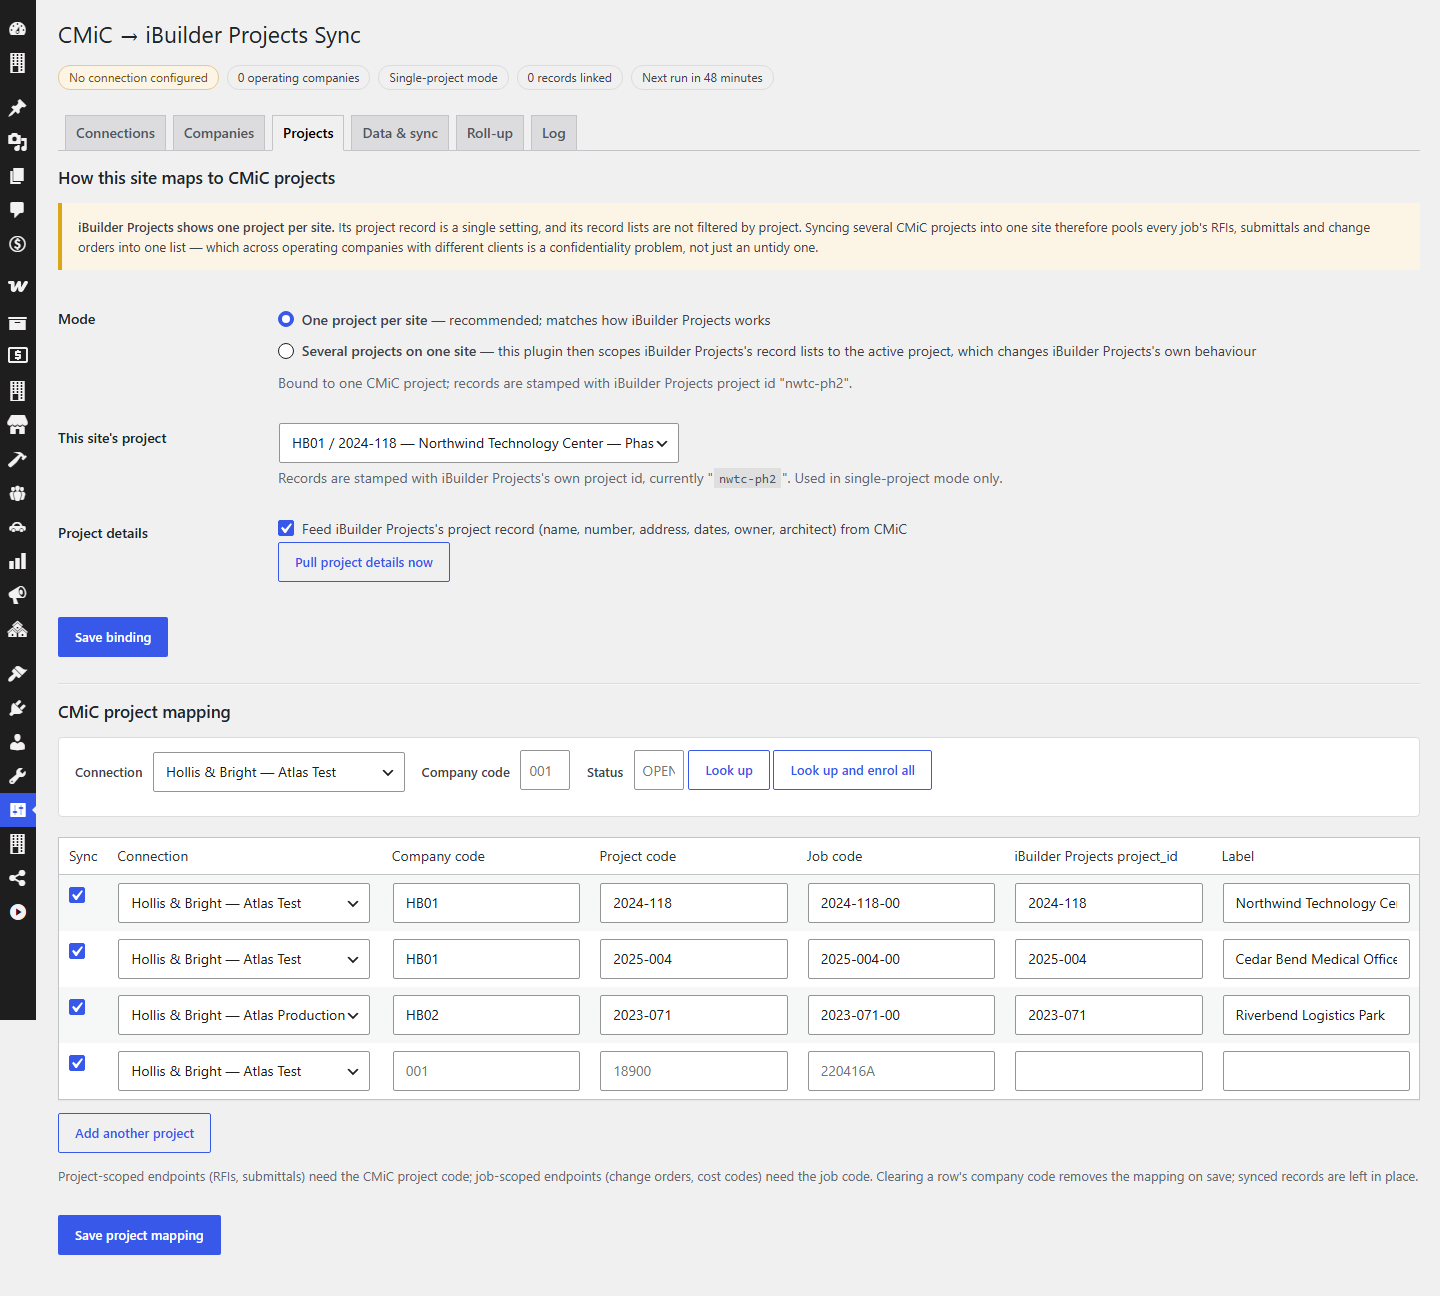 CMiC → iBuilder Projects Sync
No connection configured
0 operating companies
Single-project mode
0 records linked
Next run in 48 minutes
Connections
Companies
Projects
Data & sync
Roll-up
Log
How this site maps to CMiC projects
iBuilder Projects shows one project per site. Its project record is a single setting, and its record lists are not filtered by project. Syncing several CMiC projects into one site therefore pools every job's RFIs, submittals and change
orders into one list — which across operating companies with different clients is a confidentiality problem, not just an untidy one.
Mode
One project per site — recommended; matches how iBuilder Projects works
Several projects on one site — this plugin then scopes iBuilder Projects's record lists to the active project, which changes iBuilder Projects's own behaviour
Bound to one CMiC project; records are stamped with iBuilder Projects project id "nwtc-ph2".
This site's project
HB01 / 2024-118 — Northwind Technology Center — Phas
Records are stamped with iBuilder Projects's own project id, currently "nwtc-ph2". Used in single-project mode only.
Project details
Feed iBuilder Projects's project record (name, number, address, dates, owner, architect) from CMiC
Pull project details now
Save binding
CMiC project mapping
Connection
Hollis & Bright — Atlas Test
Company code
001
Status
OPEN
Look up
Look up and enrol all
Sync Connection Company code Project code Job code iBuilder Projects project_id Label
Hollis & Bright — Atlas Test HB01 2024-118 2024-118-00 2024-118 Northwind Technology Cer
Hollis & Bright — Atlas Test HB01 2025-004 2025-004-00 2025-004 Cedar Bend Medical Office
Hollis & Bright — Atlas Production HB02 2023-071 2023-071-00 2023-071 Riverbend Logistics Park
Hollis & Bright — Atlas Test 001 18900 220416A
Add another project
Project-scoped endpoints (RFIs, submittals) need the CMiC project code; job-scoped endpoints (change orders, cost codes) need the job code. Clearing a row's company code removes the mapping on save; synced records are left in place.
Save project mapping